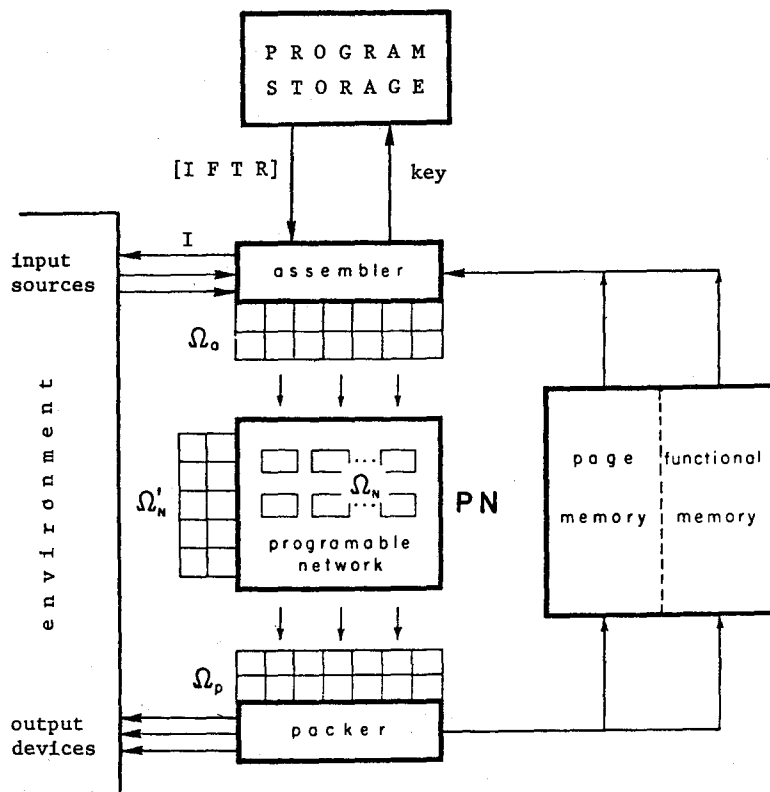 PROGRAM
STORAGE
[I F T R]
key
I
input
sources
assembler
Ωa
environment
Ω'N
ΩN
programable
network
PN
page
memory
functional
memory
Ωp
output
devices
packer